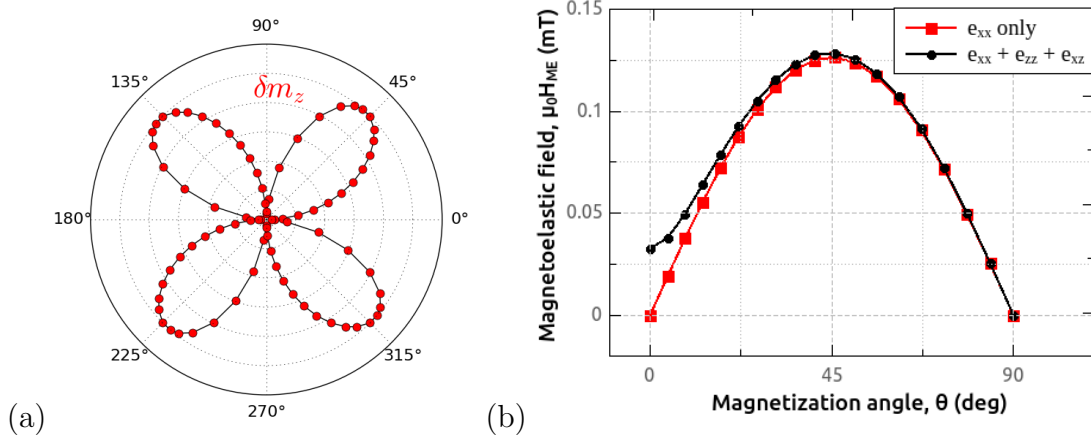 90°
135°
45°
δm_z
180°
0°
225°
315°
270°
(a)
0.15
0.1
0.05
0
Magnetoelastic field, μ₀H_ME (mT)
e_xx only
e_xx + e_zz + e_xz
0 45 90
Magnetization angle, θ (deg)
(b)